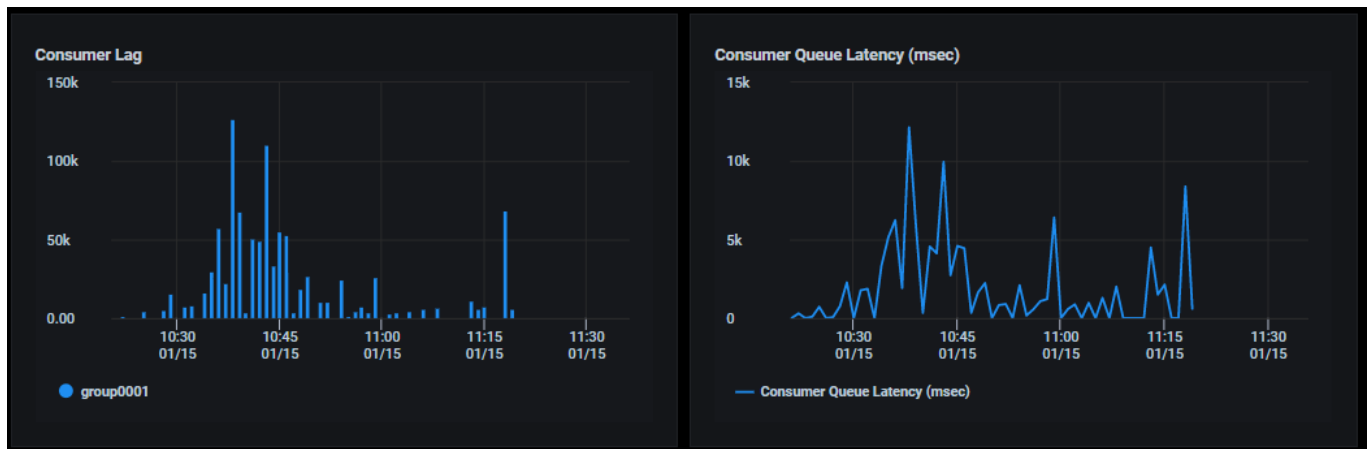 Consumer Lag
150k
100k
50k
0.00
10:30 10:45 11:00 11:15 11:30
01/15 01/15 01/15 01/15 01/15
group0001
Consumer Queue Latency (msec)
15k
10k
5k
0
10:30 10:45 11:00 11:15 11:30
01/15 01/15 01/15 01/15 01/15
Consumer Queue Latency (msec)